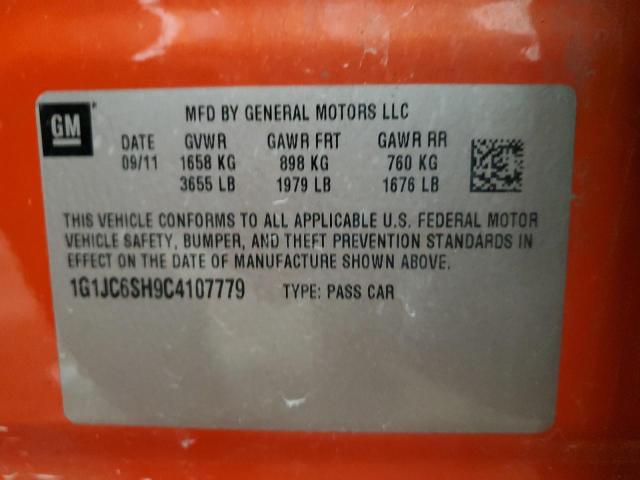 GM
MFD BY GENERAL MOTORS LLC
DATE GVWR GAWR FRT GAWR RR
09/11 1658 KG 898 KG 760 KG
3655 LB 1979 LB 1676 LB
THIS VEHICLE CONFORMS TO ALL APPLICABLE U.S. FEDERAL MOTOR
VEHICLE SAFETY, BUMPER, AND THEFT PREVENTION STANDARDS IN
EFFECT ON THE DATE OF MANUFACTURE SHOWN ABOVE.
1G1JC6SH9C4107779 TYPE: PASS CAR